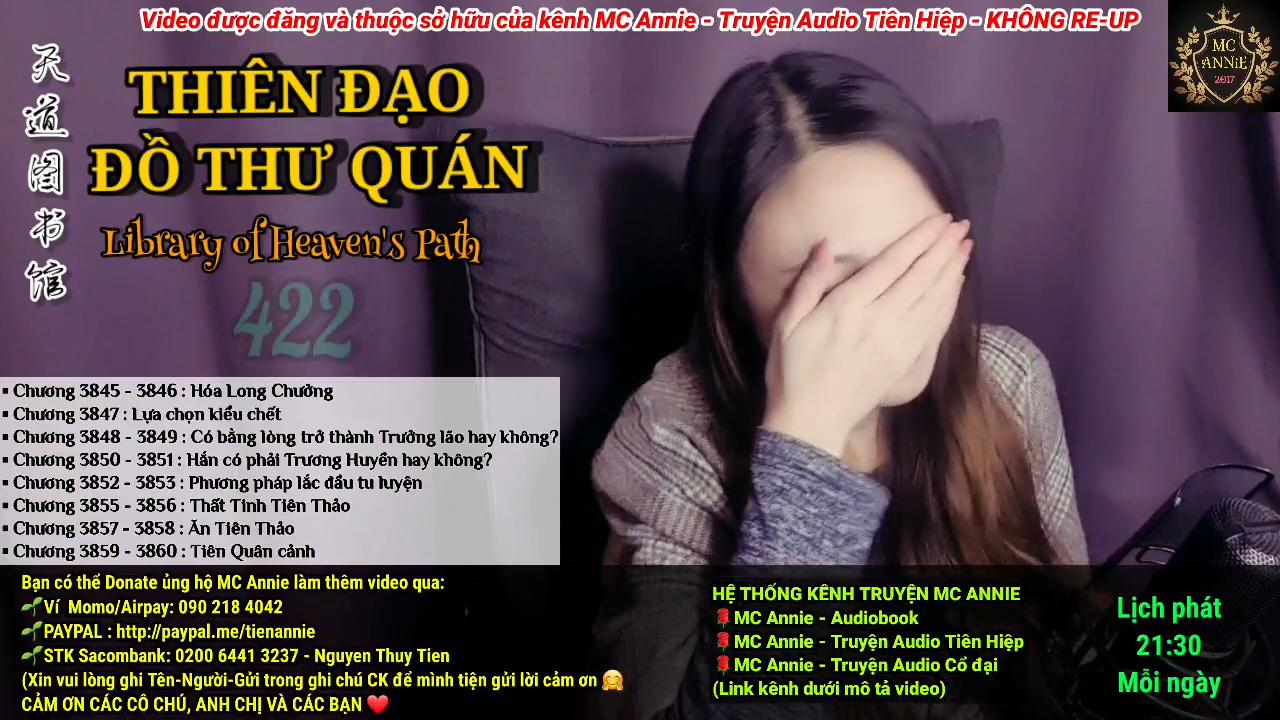 Video được đăng và thuộc sở hữu của kênh MC Annie - Truyện Audio Tiên Hiệp - KHÔNG RE-UP
MC
ANNiE
2017
天道图书馆
THIÊN ĐẠO
ĐỒ THƯ QUÁN
Library of Heaven's Path
422
▪ Chương 3845 - 3846 : Hóa Long Chưởng
▪ Chương 3847 : Lựa chọn kiểu chết
▪ Chương 3848 - 3849 : Có bằng lòng trở thành Trưởng lão hay không?
▪ Chương 3850 - 3851 : Hắn có phải Trương Huyền hay không?
▪ Chương 3852 - 3853 : Phương pháp lắc đầu tu luyện
▪ Chương 3855 - 3856 : Thất Tinh Tiên Thảo
▪ Chương 3857 - 3858 : Ăn Tiên Thảo
▪ Chương 3859 - 3860 : Tiên Quân cảnh
Bạn có thể Donate ủng hộ MC Annie làm thêm video qua:
🌱Ví Momo/Airpay: 090 218 4042
🌱PAYPAL : http://paypal.me/tienannie
🌱STK Sacombank: 0200 6441 3237 - Nguyen Thuy Tien
(Xin vui lòng ghi Tên-Người-Gửi trong ghi chú CK để mình tiện gửi lời cảm ơn 🤗
CẢM ƠN CÁC CÔ CHÚ, ANH CHỊ VÀ CÁC BẠN ❤️
HỆ THỐNG KÊNH TRUYỆN MC ANNIE
🌹MC Annie - Audiobook
🌹MC Annie - Truyện Audio Tiên Hiệp
🌹MC Annie - Truyện Audio Cổ đại
(Link kênh dưới mô tả video)
Lịch phát
21:30
Mỗi ngày